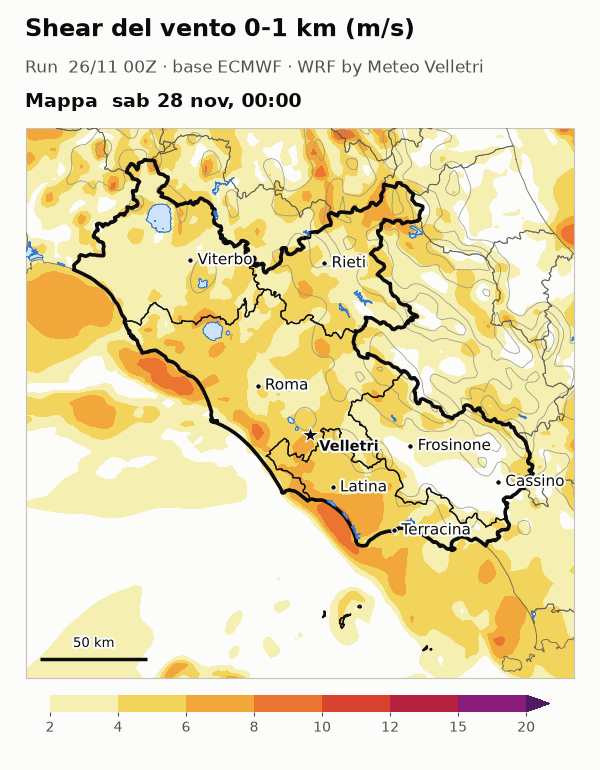 Shear del vento 0-1 km (m/s)
Run 26/11 00Z · base ECMWF · WRF by Meteo Velletri
Mappa sab 28 nov, 00:00
Viterbo
Rieti
Roma
Velletri
Frosinone
Cassino
Latina
Terracina
50 km
2 4 6 8 10 12 15 20